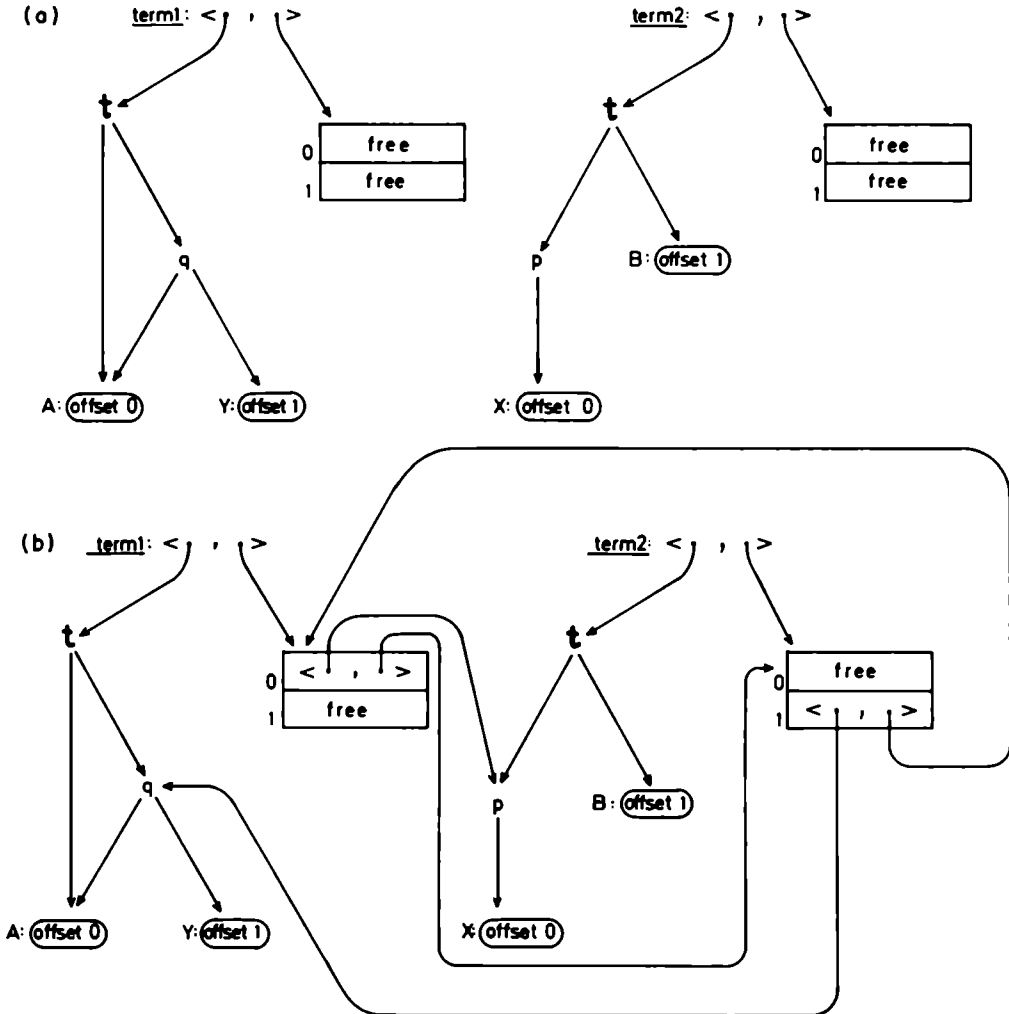 (a) term1: < , > term2: < , >
t t
0 free 0 free
1 free 1 free
q p B: offset 1
A: offset 0 Y: offset 1 X: offset 0
(b) term1: < , > term2: < , >
t t
0 < , > 0 free
1 free 1 < , >
q p B: offset 1
A: offset 0 Y: offset 1 X: offset 0